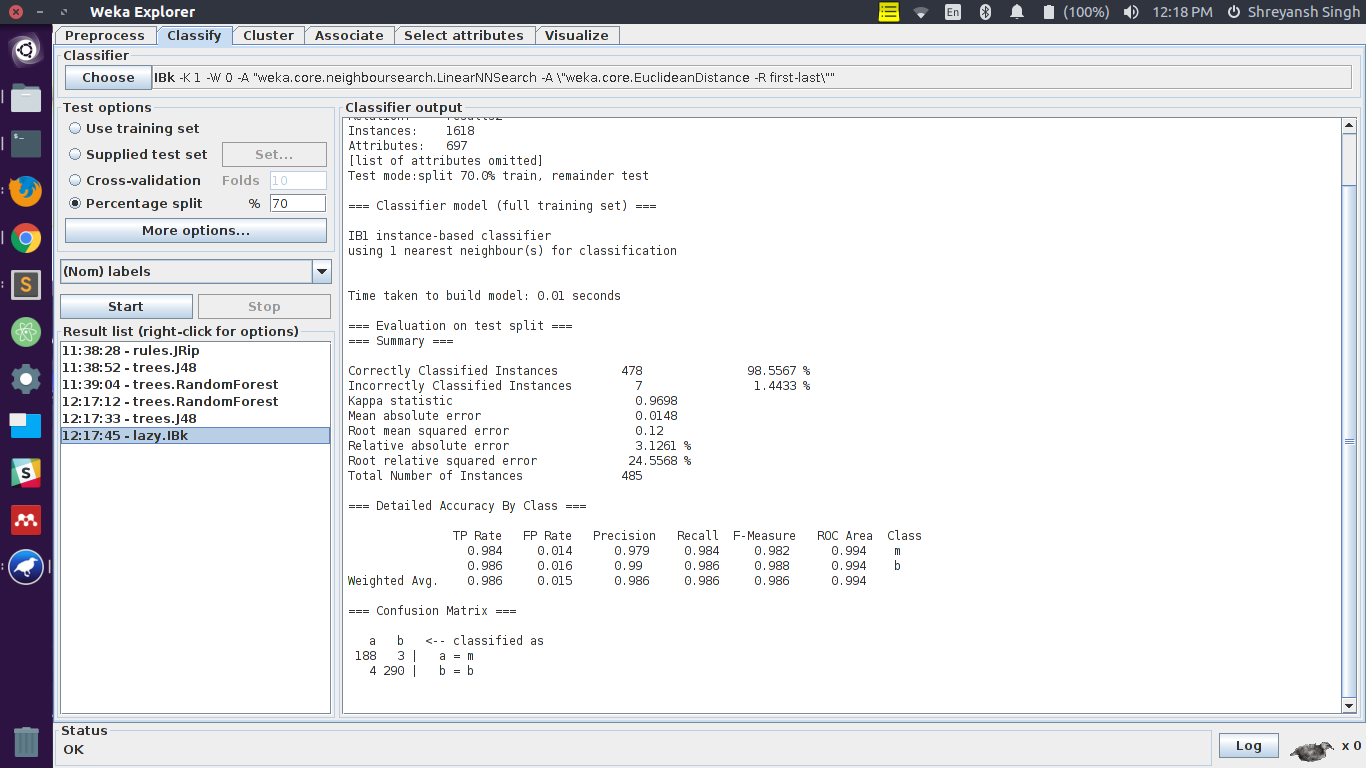 Weka Explorer
En
(100%)
12:18 PM
Shreyansh Singh
Preprocess
Classify
Cluster
Associate
Select attributes
Visualize
Classifier
Choose
IBk -K 1 -W 0 -A "weka.core.neighboursearch.LinearNNSearch -A \"weka.core.EuclideanDistance -R first-last\""
Test options
Use training set
Supplied test set
Set...
Cross-validation Folds 10
Percentage split % 70
More options...
(Nom) labels
Start
Stop
Result list (right-click for options)
11:38:28 - rules.JRip
11:38:52 - trees.J48
11:39:04 - trees.RandomForest
12:17:12 - trees.RandomForest
12:17:33 - trees.J48
12:17:45 - lazy.IBk
Classifier output
Instances: 1618
Attributes: 697
[list of attributes omitted]
Test mode:split 70.0% train, remainder test
=== Classifier model (full training set) ===
IB1 instance-based classifier
using 1 nearest neighbour(s) for classification
Time taken to build model: 0.01 seconds
=== Evaluation on test split ===
=== Summary ===
Correctly Classified Instances 478 98.5567 %
Incorrectly Classified Instances 7 1.4433 %
Kappa statistic 0.9698
Mean absolute error 0.0148
Root mean squared error 0.12
Relative absolute error 3.1261 %
Root relative squared error 24.5568 %
Total Number of Instances 485
=== Detailed Accuracy By Class ===
TP Rate FP Rate Precision Recall F-Measure ROC Area Class
0.984 0.014 0.979 0.984 0.982 0.994 m
0.986 0.016 0.99 0.986 0.988 0.994 b
Weighted Avg. 0.986 0.015 0.986 0.986 0.986 0.994
=== Confusion Matrix ===
a b <-- classified as
188 3 | a = m
4 290 | b = b
Status
OK
Log
x 0